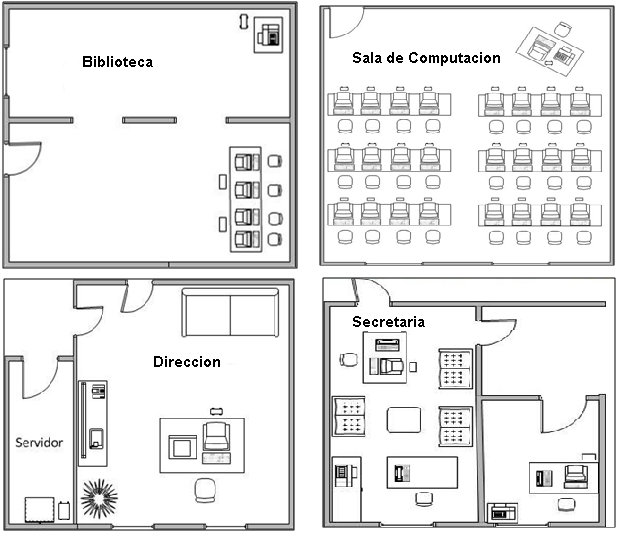 Biblioteca
Sala de Computacion
Direccion
Servidor
Secretaria